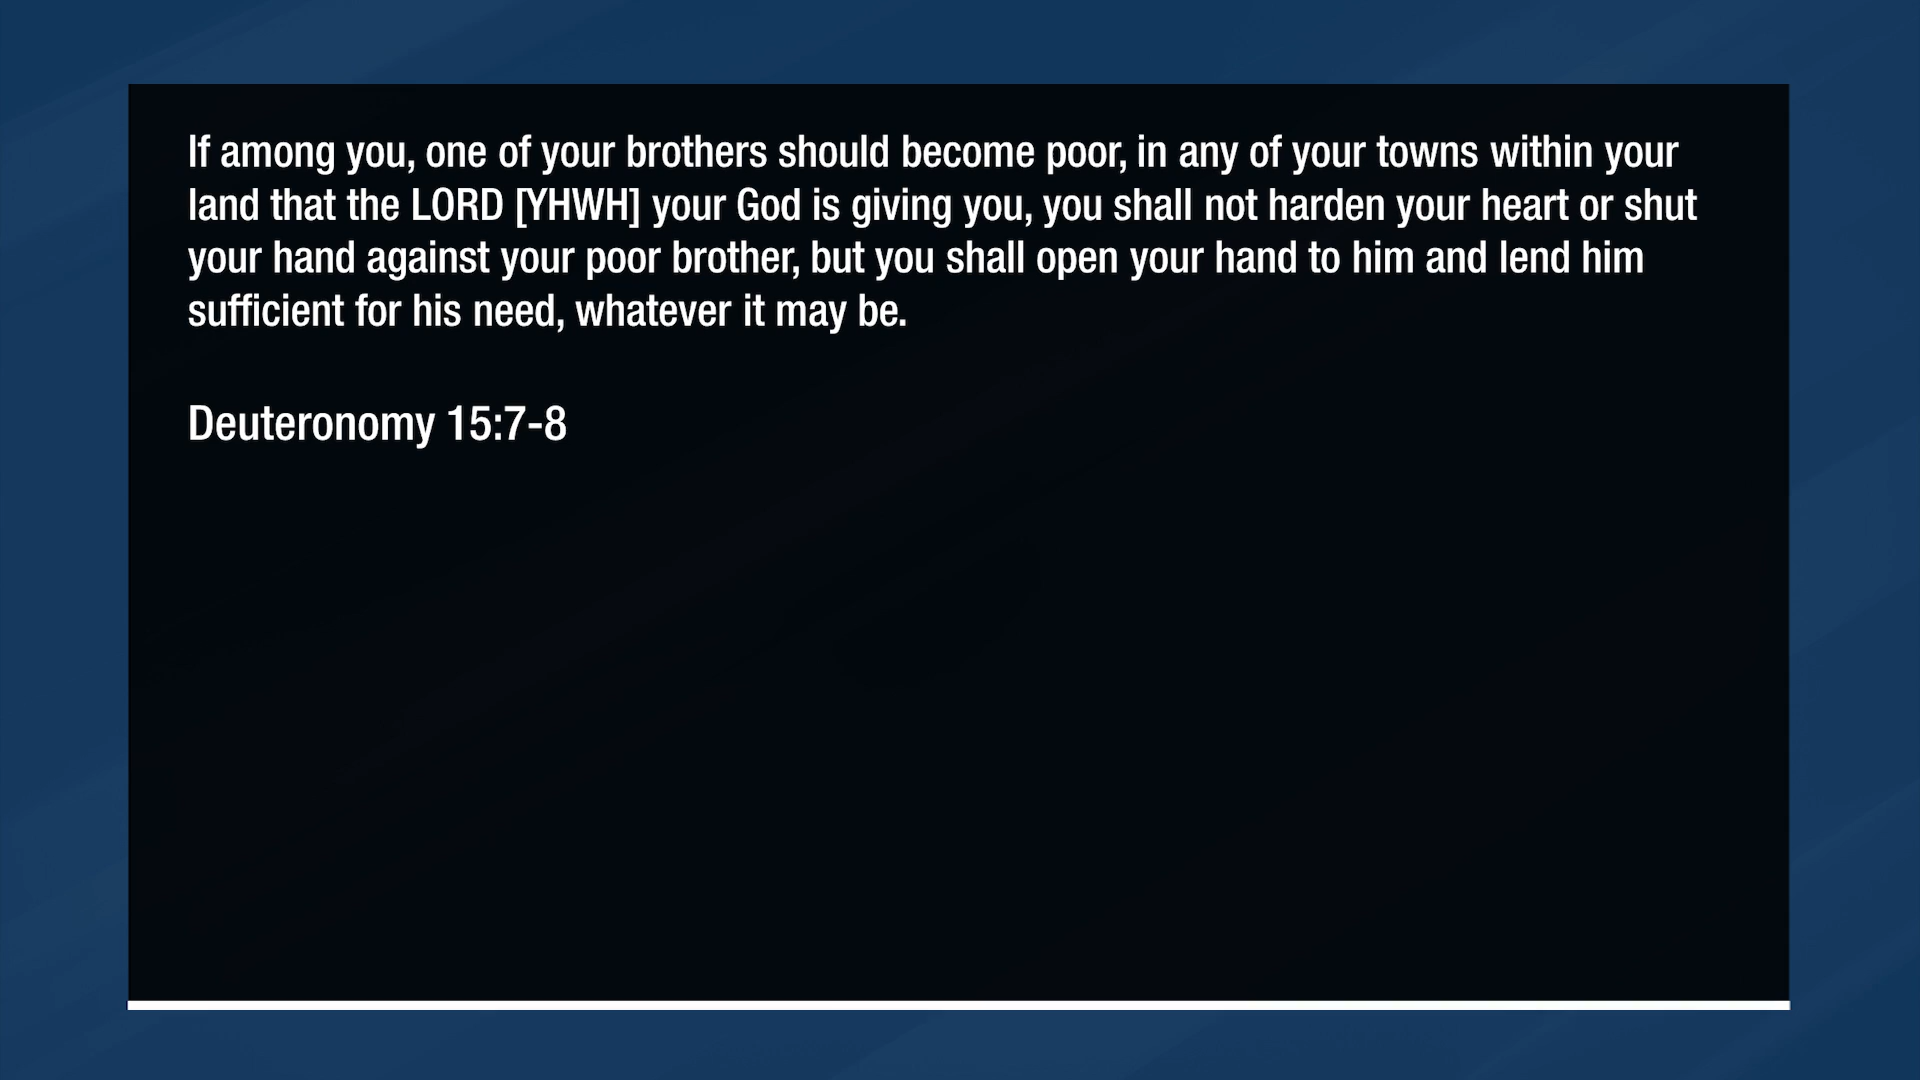 If among you, one of your brothers should become poor, in any of your towns within your
land that the LORD [YHWH] your God is giving you, you shall not harden your heart or shut
your hand against your poor brother, but you shall open your hand to him and lend him
sufficient for his need, whatever it may be.
Deuteronomy 15:7-8